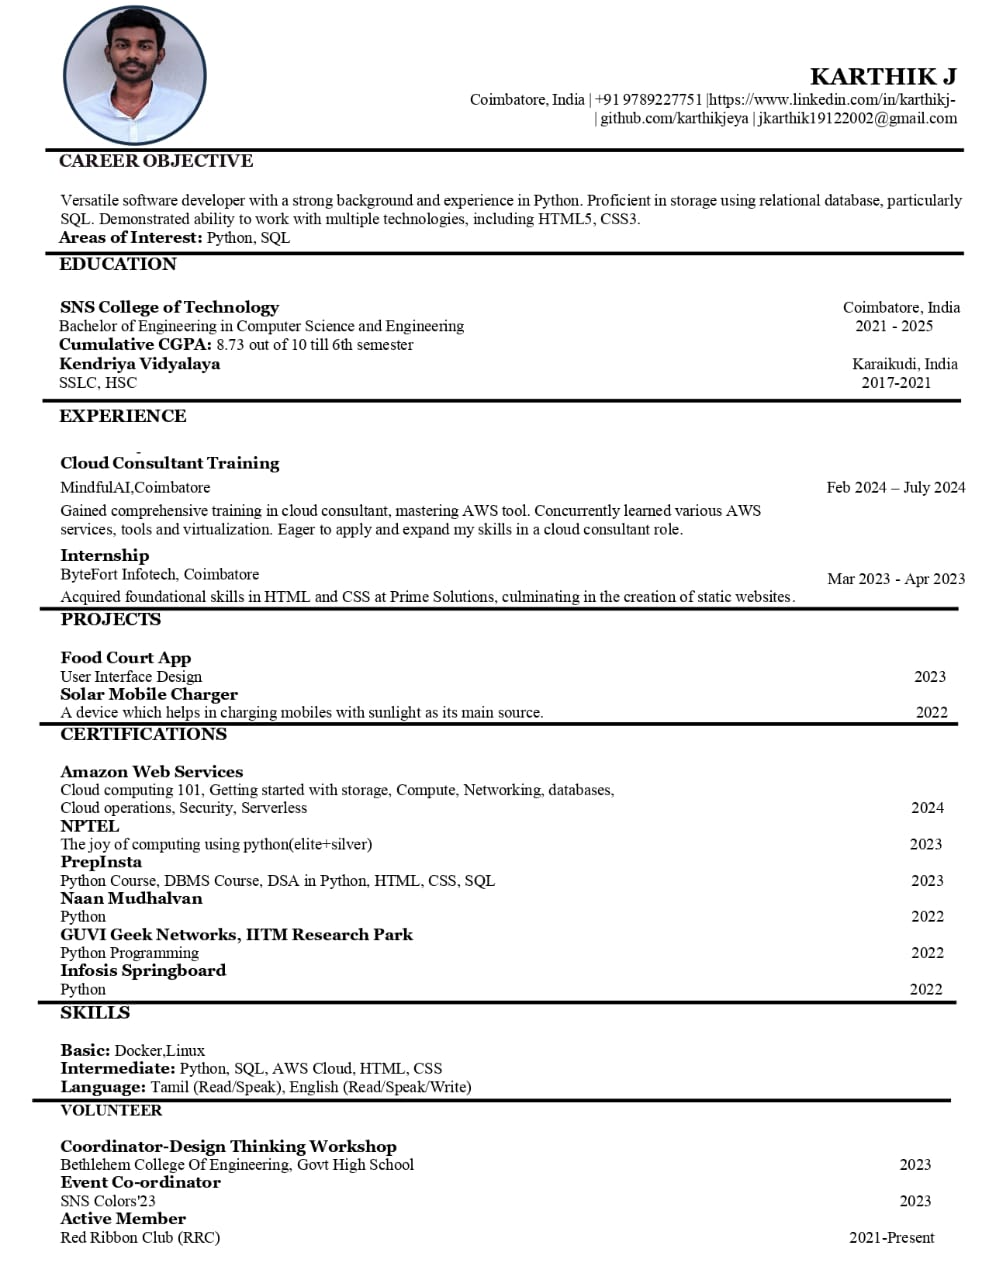 KARTHIK J
Coimbatore, India | +91 9789227751 |https://www.linkedin.com/in/karthikj-
| github.com/karthikjeya | jkarthik19122002@gmail.com
CAREER OBJECTIVE
Versatile software developer with a strong background and experience in Python. Proficient in storage using relational database, particularly
SQL. Demonstrated ability to work with multiple technologies, including HTML5, CSS3.
Areas of Interest: Python, SQL
EDUCATION
SNS College of Technology Coimbatore, India
Bachelor of Engineering in Computer Science and Engineering 2021 - 2025
Cumulative CGPA: 8.73 out of 10 till 6th semester
Kendriya Vidyalaya Karaikudi, India
SSLC, HSC 2017-2021
EXPERIENCE
Cloud Consultant Training
MindfulAI,Coimbatore Feb 2024 – July 2024
Gained comprehensive training in cloud consultant, mastering AWS tool. Concurrently learned various AWS
services, tools and virtualization. Eager to apply and expand my skills in a cloud consultant role.
Internship
ByteFort Infotech, Coimbatore Mar 2023 - Apr 2023
Acquired foundational skills in HTML and CSS at Prime Solutions, culminating in the creation of static websites.
PROJECTS
Food Court App
User Interface Design 2023
Solar Mobile Charger
A device which helps in charging mobiles with sunlight as its main source. 2022
CERTIFICATIONS
Amazon Web Services
Cloud computing 101, Getting started with storage, Compute, Networking, databases,
Cloud operations, Security, Serverless 2024
NPTEL
The joy of computing using python(elite+silver) 2023
PrepInsta
Python Course, DBMS Course, DSA in Python, HTML, CSS, SQL 2023
Naan Mudhalvan
Python 2022
GUVI Geek Networks, IITM Research Park
Python Programming 2022
Infosis Springboard
Python 2022
SKILLS
Basic: Docker,Linux
Intermediate: Python, SQL, AWS Cloud, HTML, CSS
Language: Tamil (Read/Speak), English (Read/Speak/Write)
VOLUNTEER
Coordinator-Design Thinking Workshop
Bethlehem College Of Engineering, Govt High School 2023
Event Co-ordinator
SNS Colors'23 2023
Active Member
Red Ribbon Club (RRC) 2021-Present